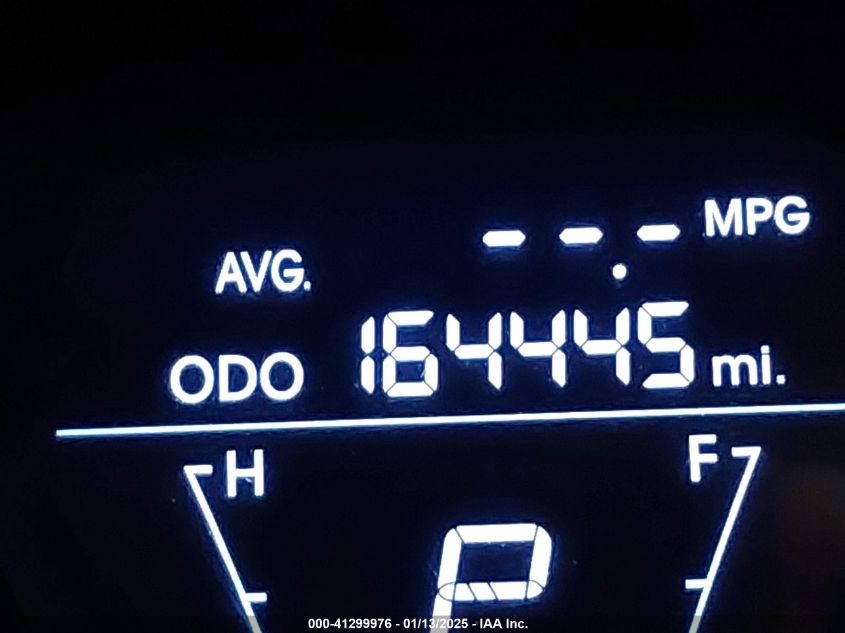 AVG. --.- MPG
ODO 164445 mi.
H F
P
000-41299976 - 01/13/2025 - IAA Inc.